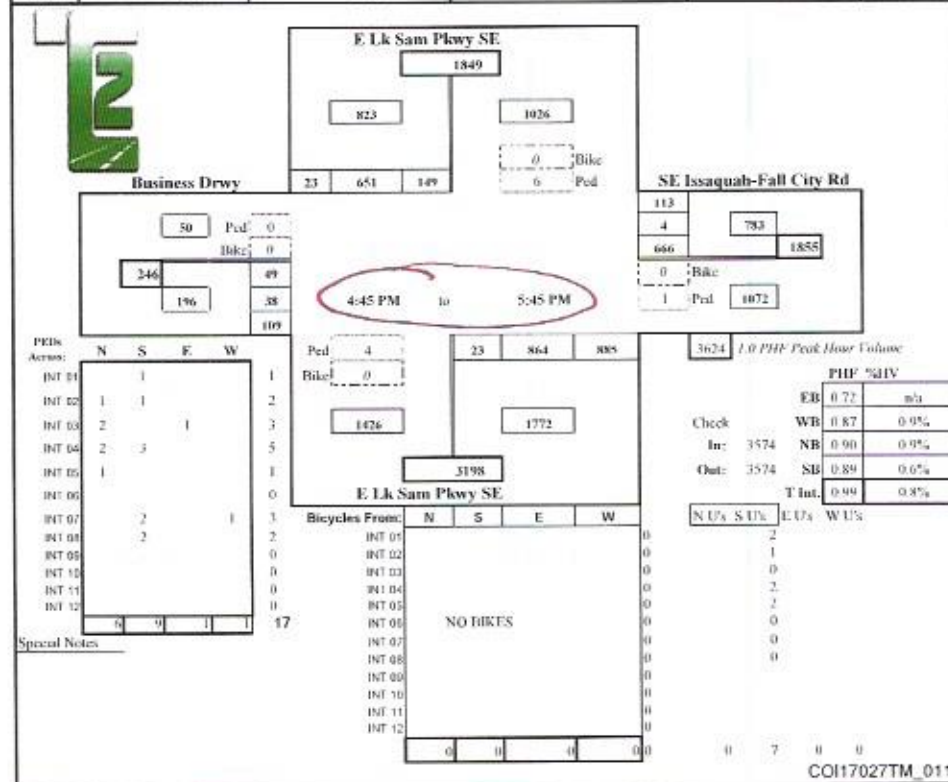 E Lk Sam Pkwy SE
1849
823 1026
0 Bike
6 Ped
Business Drwy 23 651 149 SE Issaquah-Fall City Rd
113
50 Ped 0 4 783
Bike 0 666 1855
246 49 0 Bike
196 38 4:45 PM to 5:45 PM 1 Ped 1072
109
Ped 4 23 864 885 3624 1.0 PHF Peak Hour Volume
Bike 0
1426 1772
3198
E Lk Sam Pkwy SE
PHF %HV
EB 0.72 n/a
Check WB 0.87 0.9%
In: 3574 NB 0.90 0.9%
Out: 3574 SB 0.89 0.6%
T Int. 0.99 0.8%
PEDs
Across: N S E W
INT 01 1 1
INT 02 1 1 2
INT 03 2 1 3
INT 04 2 3 5
INT 05 1 1
INT 06 0
INT 07 2 1 3
INT 08 2 2
INT 09 0
INT 10 0
INT 11 0
INT 12 0
6 9 1 1 17
Special Notes
Bicycles From: N S E W N U's S U's E U's W U's
INT 01 0 2
INT 02 0 1
INT 03 0 0
INT 04 0 2
INT 05 0 2
INT 06 NO BIKES 0 0
INT 07 0 0
INT 08 0 0
INT 09 0
INT 10 0
INT 11 0
INT 12 0
0 0 0 0 0 0 7 0 0
COI17027TM_011